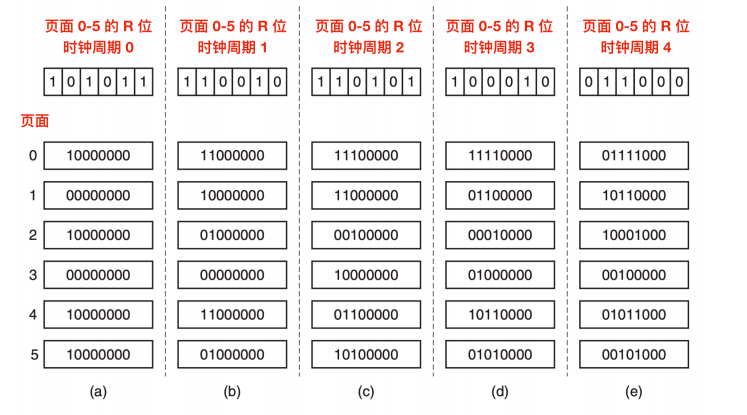 页面 0-5 的 R 位 页面 0-5 的 R 位 页面 0-5 的 R 位 页面 0-5 的 R 位 页面 0-5 的 R 位
时钟周期 0 时钟周期 1 时钟周期 2 时钟周期 3 时钟周期 4
1 0 1 0 1 1 1 1 0 0 1 0 1 1 0 1 0 1 1 0 0 0 1 0 0 1 1 0 0 0
页面
0 10000000 11000000 11100000 11110000 01111000
1 00000000 10000000 11000000 01100000 10110000
2 10000000 01000000 00100000 00010000 10001000
3 00000000 00000000 10000000 01000000 00100000
4 10000000 11000000 01100000 10110000 01011000
5 10000000 01000000 10100000 01010000 00101000
(a) (b) (c) (d) (e)